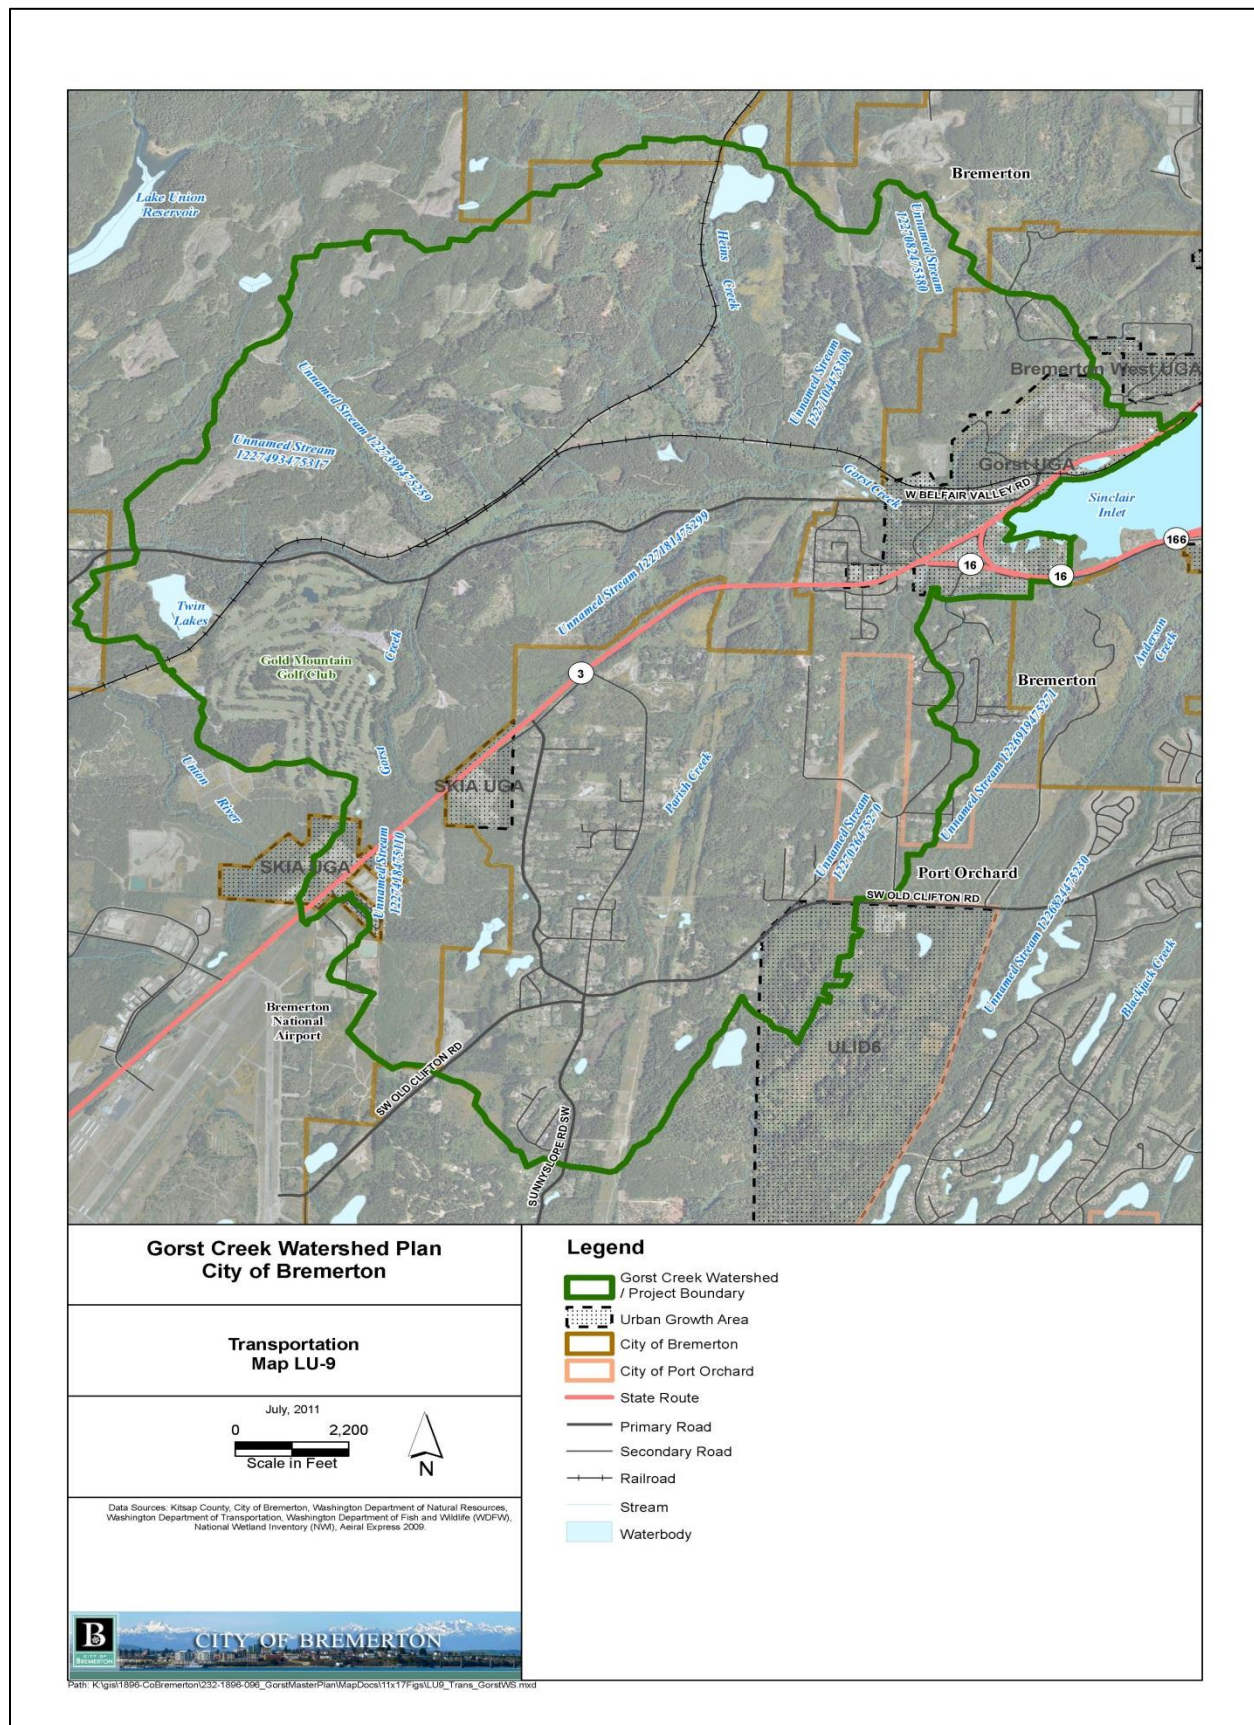 Bremerton
Lake Union
Reservoir
Heins
Creek
Unnamed Stream
1227082475380
Unnamed Stream
1227104475308
Bremerton West UGA
Unnamed Stream 1227399475259
Unnamed Stream
1227493475317
Gorst UGA
Gorst Creek
W BELFAIR VALLEY RD
Sinclair
Inlet
Unnamed Stream 1227181475299
166
16
16
Twin
Lakes
Creek
Anderson
Creek
Gold Mountain
Golf Club
3
Bremerton
Unnamed Stream 1226919475271
Gorst
Union
River
SKIA UGA
Parish Creek
Unnamed Stream
1227026475270
SKIA UGA
Unnamed Stream
1227418475110
Port Orchard
SW OLD CLIFTON RD
Unnamed Stream 1226824475230
Blackjack Creek
Bremerton
National
Airport
ULID6
SW OLD CLIFTON RD
SUNNYSLOPE RD SW
Gorst Creek Watershed Plan
City of Bremerton
Transportation
Map LU-9
July, 2011
0 2,200
Scale in Feet
N
Data Sources: Kitsap County, City of Bremerton, Washington Department of Natural Resources,
Washington Department of Transportation, Washington Department of Fish and Wildlife (WDFW),
National Wetland Inventory (NWI), Aeiral Express 2009.
B
CITY OF
BREMERTON
CITY OF BREMERTON
Legend
Gorst Creek Watershed
/ Project Boundary
Urban Growth Area
City of Bremerton
City of Port Orchard
State Route
Primary Road
Secondary Road
Railroad
Stream
Waterbody
Path: K:\gis\1896-CoBremerton\232-1896-096_GorstMasterPlan\MapDocs\11x17Figs\LU9_Trans_GorstWS.mxd